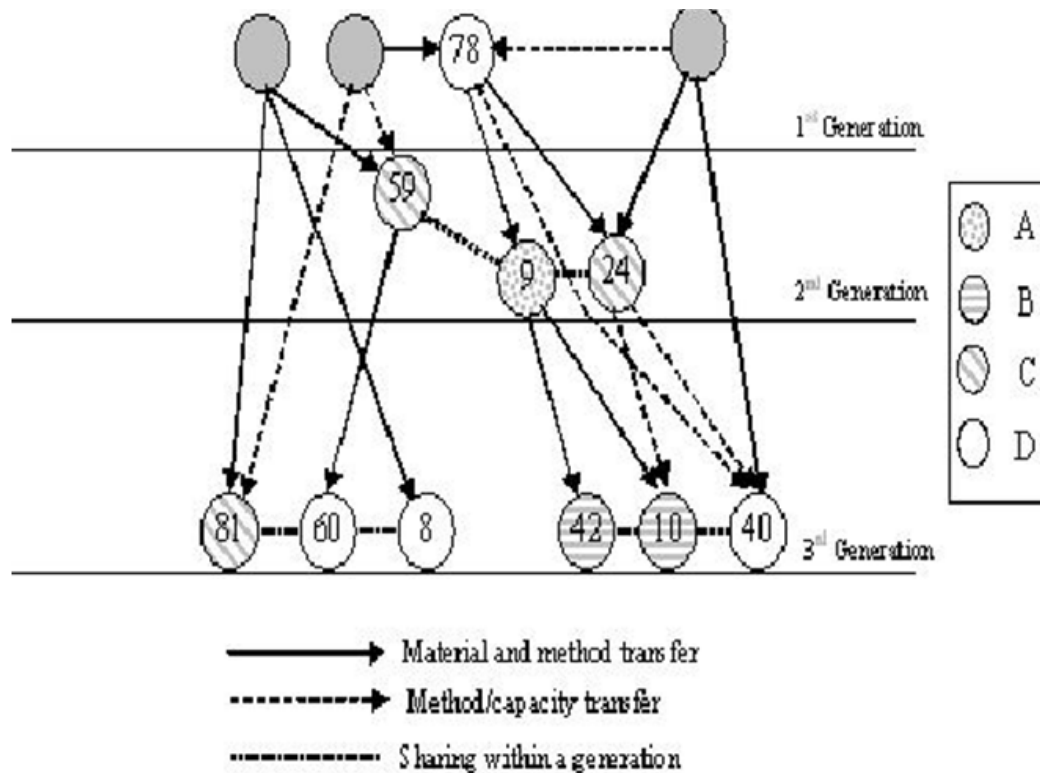 78
1st Generation
59
A
9
24
B
2nd Generation
C
D
81
60
8
42
10
40
3rd Generation
Material and method transfer
Method/capacity transfer
Sharing within a generation